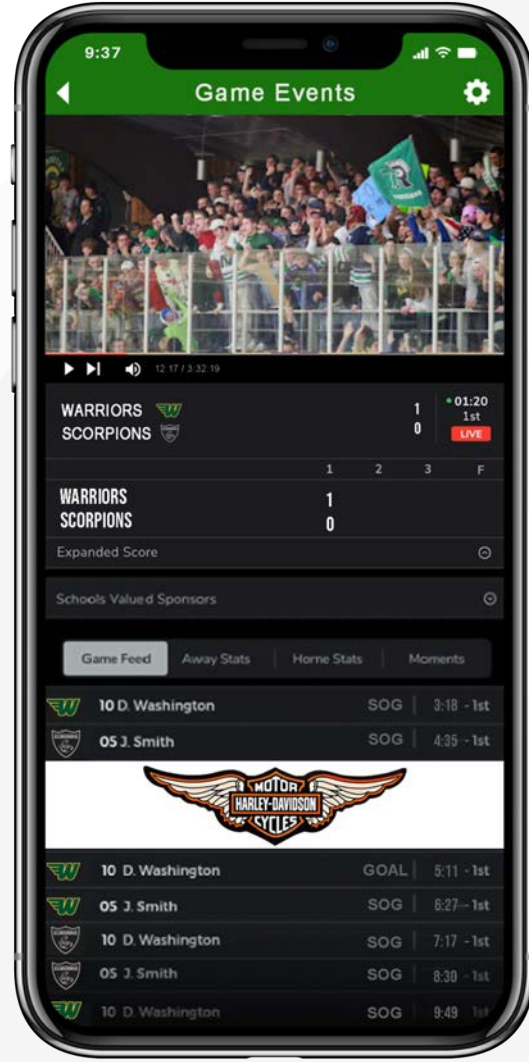 9:37
Game Events
R
12:17 / 3:32:19
WARRIORS W 1
SCORPIONS 0
01:20
1st
LIVE
1 2 3 F
WARRIORS 1
SCORPIONS 0
Expanded Score
Schools Valued Sponsors
Game Feed Away Stats Home Stats Moments
W 10 D. Washington SOG 3:18 - 1st
05 J. Smith SOG 4:35 - 1st
MOTOR
HARLEY-DAVIDSON
CYCLES
W 10 D. Washington GOAL 5:11 - 1st
W 05 J. Smith SOG 6:27 - 1st
10 D. Washington SOG 7:17 - 1st
05 J. Smith SOG 8:30 - 1st
W 10 D. Washington SOG 9:49 1st